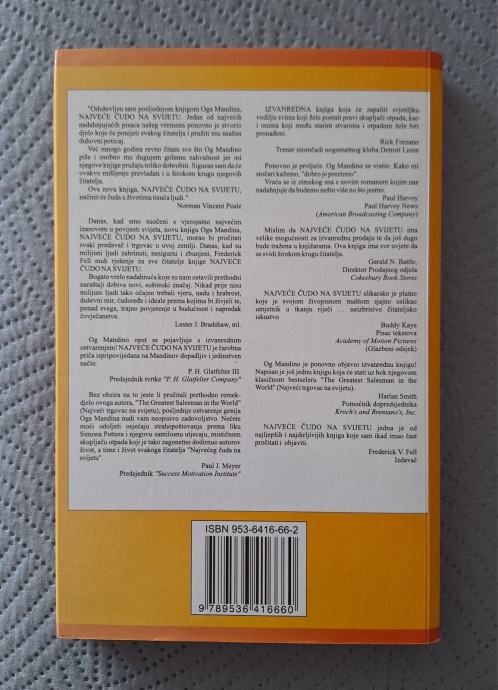 "Oduševljen sam posljednjom knjigom Oga Mandina,
NAJVEĆE ČUDO NA SVIJETU. Jedan od najvećih
nadahnjujućih pisaca našeg vremena ponovno je stvorio
djelo koje će ponijeti svakog čitatelja i pružiti mu snažan
duhovni poticaj.
Već mnogo godina revno čitam sve što Og Mandino
piše i osobno mu dugujem golemu zahvalnost jer mi
njegove knjige pružaju toliko dobrobiti. Siguran sam da će
ovakvo mišljenje prevladati i u širokom krugu njegovih
čitatelja.
Ova nova knjiga, NAJVEĆE ČUDO NA SVIJETU,
načinit će čuda u životima tisuća ljudi."
Norman Vincent Peale
Danas, kad smo suočeni s vjerojatno najvećim
izazovom u povijesti svijeta, novu knjigu Oga Mandina,
NAJVEĆE ČUDO NA SVIJETU, morao bi pročitati
svaki prodavač i trgovac u ovoj zemlji. Danas, kad su
milijuni ljudi zabrinuti, nesigurni i zbunjeni, Frederick
Fell nudi rješenja za sve čitatelje knjige NAJVEĆE
ČUDO NA SVIJETU.
Bogato vrelo nadahnuća koje su nam ostavili prethodni
naraštaji dobiva novi, suštinski značaj. Nikad prije nisu
milijuni ljudi tako očajno trebali vjeru, nadu i hrabrost,
duševni mir, čudoređe i ideale prema kojima bi živjeli te,
ponad svega, trajno povjerenje u budućnost i napredak
čovječanstva.
Lester J. Bradshaw, ml.
Og Mandino opet se pojavljuje s izvanrednim
ostvarenjem! NAJVEĆE ČUDO NA SVIJETU je čarobna
priča ispripovijedana na Mandinov dopadljiv i jedinstven
način.
P. H. Glatfelter III.
Predsjednik tvrtke "P. H. Glatfelter Company"
Bez obzira na to jeste li pročitali prethodno remek-
djelo ovoga autora, "The Greatest Salesman in the World"
(Najveći trgovac na svijetu), posljednje ostvarenje genija
Oga Mandina nudi vam neopisivo zadovoljstvo. Nećete
moći odoljeti osjećaju strahopoštovanja prema liku
Simona Pottera i njegovu samilosnu utjecaju, mističnom
skupljaču otpada koji je tako zagonetno dodirnuo autorov
život, a time i život svakoga čitatelja "Najvećeg čuda na
svijetu".
Paul J. Meyer
Predsjednik "Success Motivation Institute"
IZVANREDNA knjiga koja će zapaliti svjetiljku
vodilju svima koji žele postati pravi skupljači otpada, kao
i onima koji među starim stvarima i otpadom žele biti
pronađeni.
Rick Forzano
Trener momčadi nogometnog kluba Detroit Lions
Ponovno je proljeće. Og Mandino se vratio. Kako mi
stočari kažemo, "dobro je prezimio".
Vraća se iz zimskog sna s novim romanom kojim nas
nadahnjuje da budemo nešto više no što jesmo.
Paul Harvey
Paul Harvey News
(American Broadcasting Company)
Mislim da NAJVEĆE ČUDO NA SVIJETU ima
velike mogućnosti za izvanrednu prodaju te da još dugo
bude tražena u knjižarama. Ova knjiga ima sve uvjete da
se svidi širokom krugu čitatelja.
Gerald N. Battle,
Direktor Prodajnog odjela
Cokesbury Book Stores
NAJVEĆE ČUDO NA SVIJETU slikarsko je platno
koje je svojom živopisnom maštom sjajno oslikao
umjetnik u tkanju riječi ... neizbrisivo čitateljsko
iskustvo.
Buddy Kaye
Pisac tekstova
Academy of Motion Pictures
(Glazbeni odsjek)
Og Mandino je ponovno objavio izvanrednu knjigu!
Napisao je još jednu knjigu koja će stati uz bok njegovom
klasičnom bestseleru "The Greatest Salesman in the
World" (Najveći trgovac na svijetu).
Harlan Smith
Pomoćnik dopredsjednika
Kroch's and Brentano's, Inc.
NAJVEĆE ČUDO NA SVIJETU jedna je od
najljepših i najdirljivijih knjiga koje sam ikad imao čast
pročitati i objaviti.
Frederick V. Fell
Izdavač
ISBN 953-6416-66-2
9 789536 416660